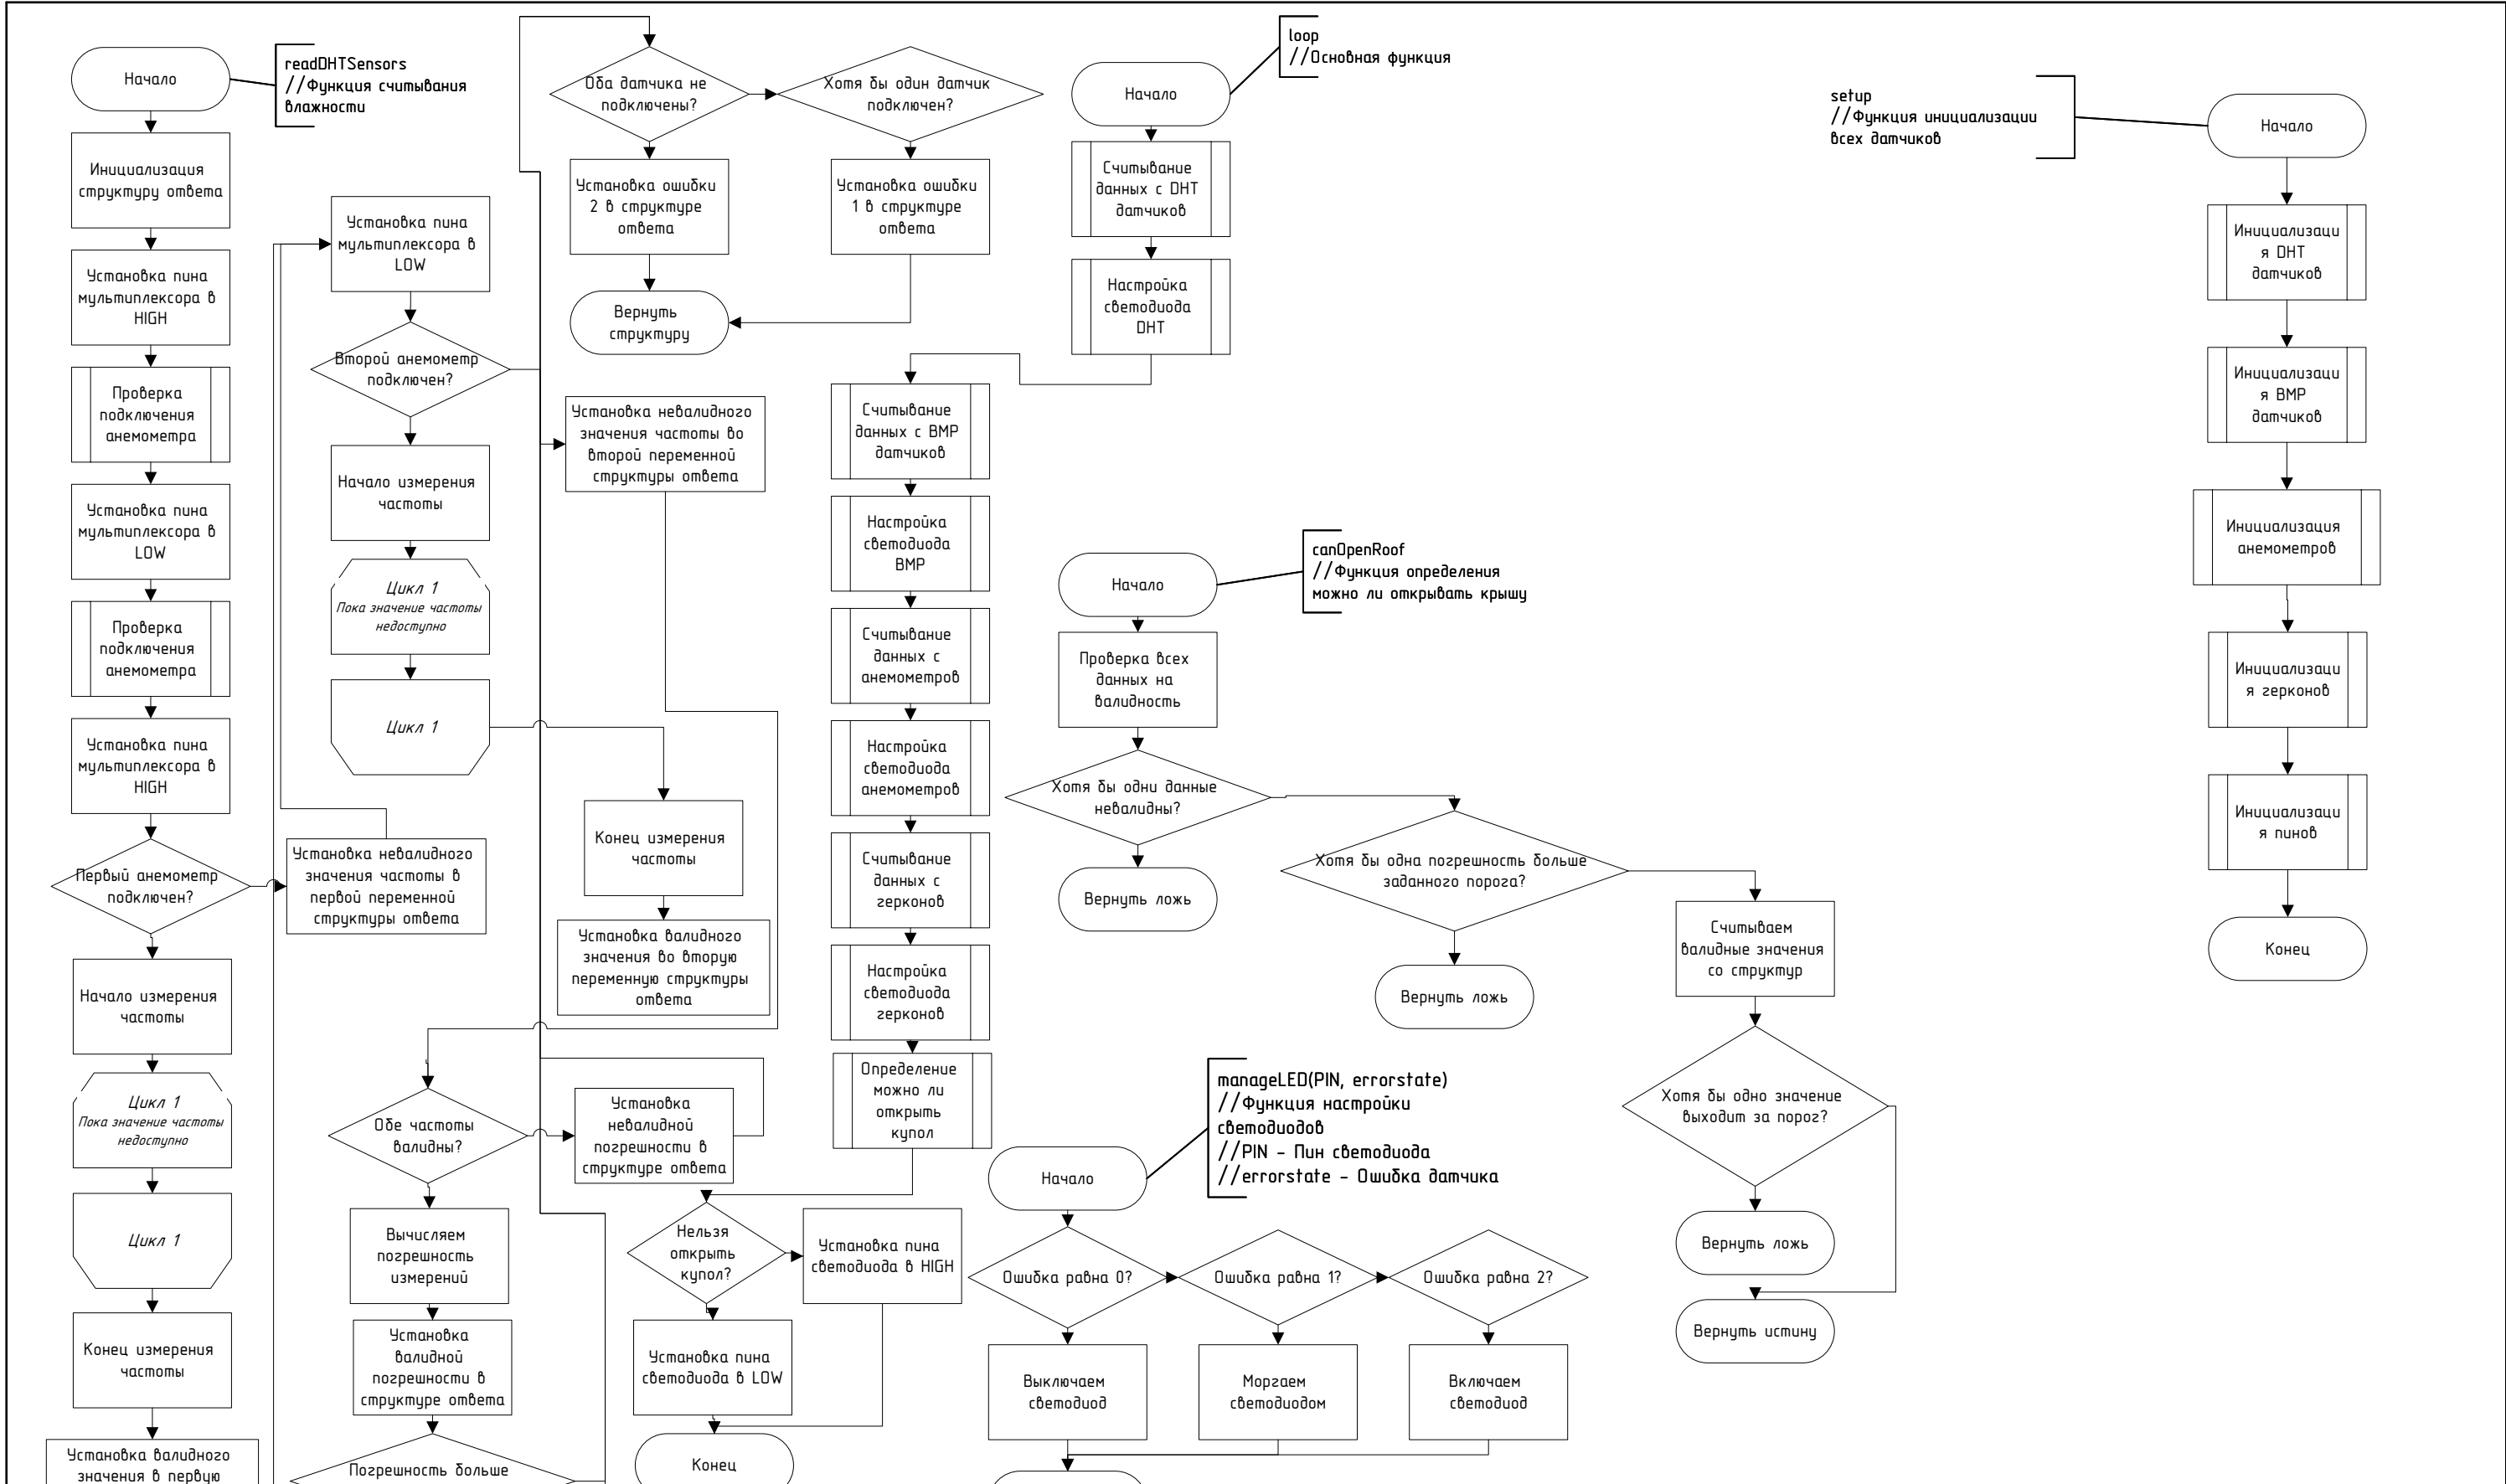 Начало
readDHTSensors
//Функция считывания
влажности
Инициализация
структуру ответа
Установка пина
мультиплексора в
HIGH
Проверка
подключения
анемометра
Установка пина
мультиплексора в
LOW
Проверка
подключения
анемометра
Установка пина
мультиплексора в
HIGH
Первый анемометр
подключен?
Установка невалидного
значения частоты в
первой переменной
структуры ответа
Начало измерения
частоты
Цикл 1
Пока значение частоты
недоступно
Цикл 1
Конец измерения
частоты
Установка валидного
значения в первую
Установка пина
мультиплексора в
LOW
Второй анемометр
подключен?
Начало измерения
частоты
Цикл 1
Пока значение частоты
недоступно
Цикл 1
Установка невалидного
значения частоты во
второй переменной
структуры ответа
Конец измерения
частоты
Установка валидного
значения во вторую
переменную структуры
ответа
Обе частоты
валидны?
Установка
невалидной
погрешности в
структуре ответа
Вычисляем
погрешность
измерений
Установка
валидной
погрешности в
структуре ответа
Погрешность больше
Оба датчика не
подключены?
Хотя бы один датчик
подключен?
Установка ошибки
2 в структуре
ответа
Установка ошибки
1 в структуре
ответа
Вернуть
структуру
loop
//Основная функция
Начало
Считывание
данных с DHT
датчиков
Настройка
светодиода
DHT
Считывание
данных с BMP
датчиков
Настройка
светодиода
BMP
Считывание
данных с
анемометров
Настройка
светодиода
анемометров
Считывание
данных с
герконов
Настройка
светодиода
герконов
Определение
можно ли
открыть
купол
Нельзя
открыть
купол?
Установка пина
светодиода в HIGH
Установка пина
светодиода в LOW
Конец
canOpenRoof
//Функция определения
можно ли открывать крышу
Начало
Проверка всех
данных на
валидность
Хотя бы одни данные
невалидны?
Вернуть ложь
Хотя бы одна погрешность больше
заданного порога?
Вернуть ложь
Считываем
валидные значения
со структур
Хотя бы одно значение
выходит за порог?
Вернуть ложь
Вернуть истину
manageLED(PIN, errorstate)
//Функция настройки
светодиодов
//PIN - Пин светодиода
//errorstate - Ошибка датчика
Начало
Ошибка равна 0?
Ошибка равна 1?
Ошибка равна 2?
Выключаем
светодиод
Моргаем
светодиодом
Включаем
светодиод
setup
//Функция инициализации
всех датчиков
Начало
Инициализаци
я DHT
датчиков
Инициализаци
я BMP
датчиков
Инициализация
анемометров
Инициализаци
я герконов
Инициализаци
я пинов
Конец